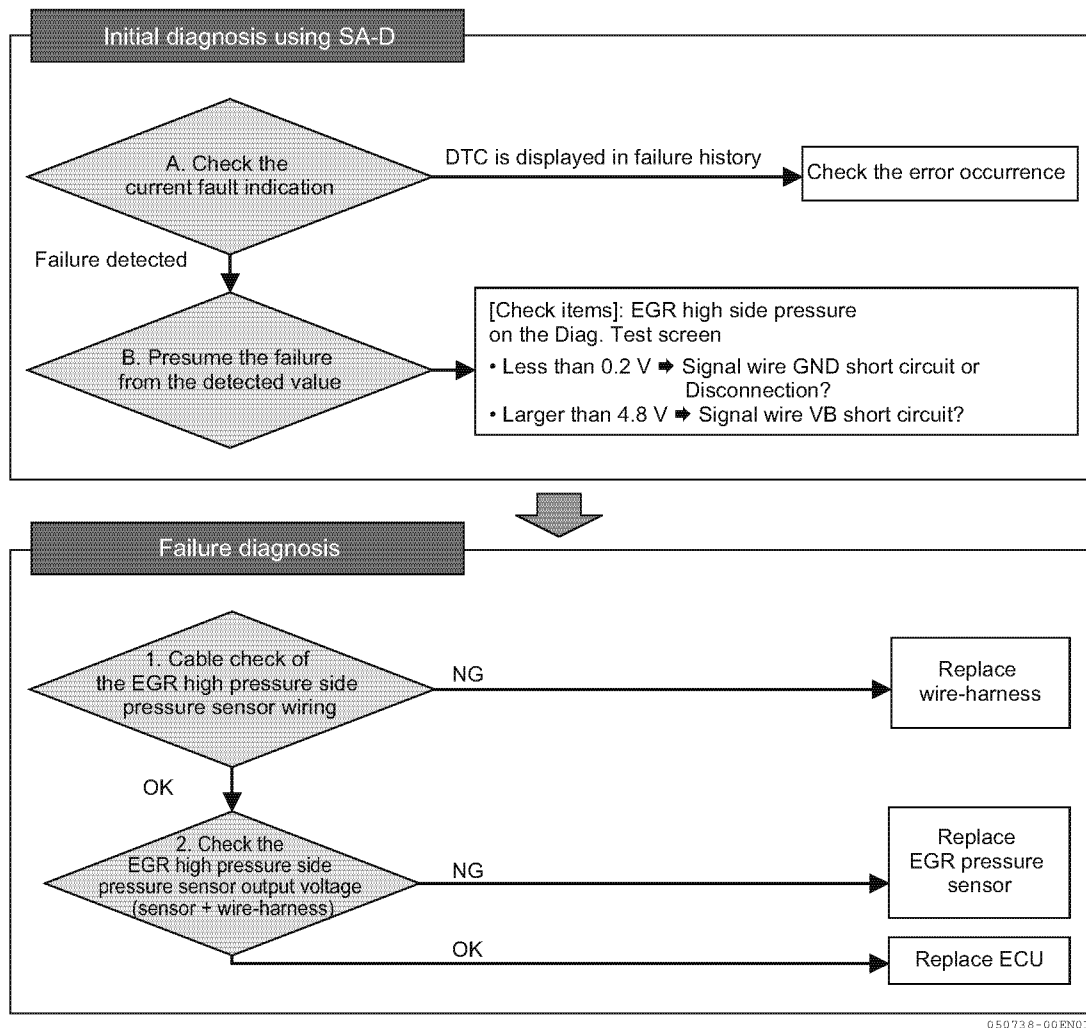 Initial diagnosis using SA-D
A. Check the
current fault indication
DTC is displayed in failure history
Check the error occurrence
Failure detected
B. Presume the failure
from the detected value
[Check items]: EGR high side pressure
on the Diag. Test screen
• Less than 0.2 V ➡ Signal wire GND short circuit or
Disconnection?
• Larger than 4.8 V ➡ Signal wire VB short circuit?
Failure diagnosis
1. Cable check of
the EGR high pressure side
pressure sensor wiring
NG
Replace
wire-harness
OK
2. Check the
EGR high pressure side
pressure sensor output voltage
(sensor + wire-harness)
NG
Replace
EGR pressure
sensor
OK
Replace ECU
050738-00EN01